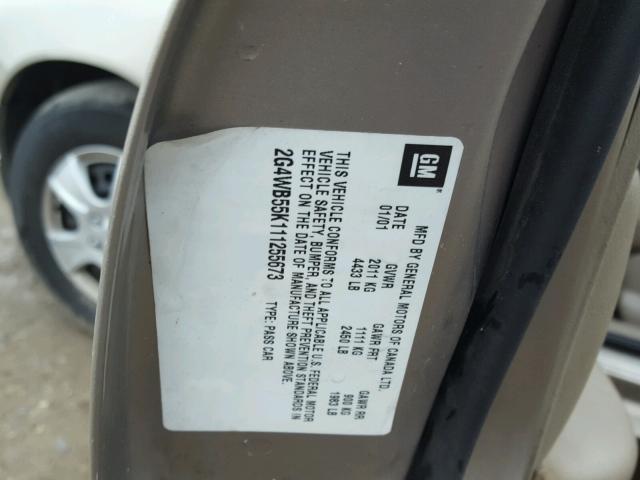 GM
MFD BY GENERAL MOTORS OF CANADA LTD.
DATE GVWR GAWR FRT GAWR RR
01/01 2011 KG 1111 KG 900 KG
4433 LB 2450 LB 1983 LB
THIS VEHICLE CONFORMS TO ALL APPLICABLE U.S. FEDERAL MOTOR
VEHICLE SAFETY, BUMPER, AND THEFT PREVENTION STANDARDS IN
EFFECT ON THE DATE OF MANUFACTURE SHOWN ABOVE.
2G4WB55K111255673 TYPE: PASS CAR